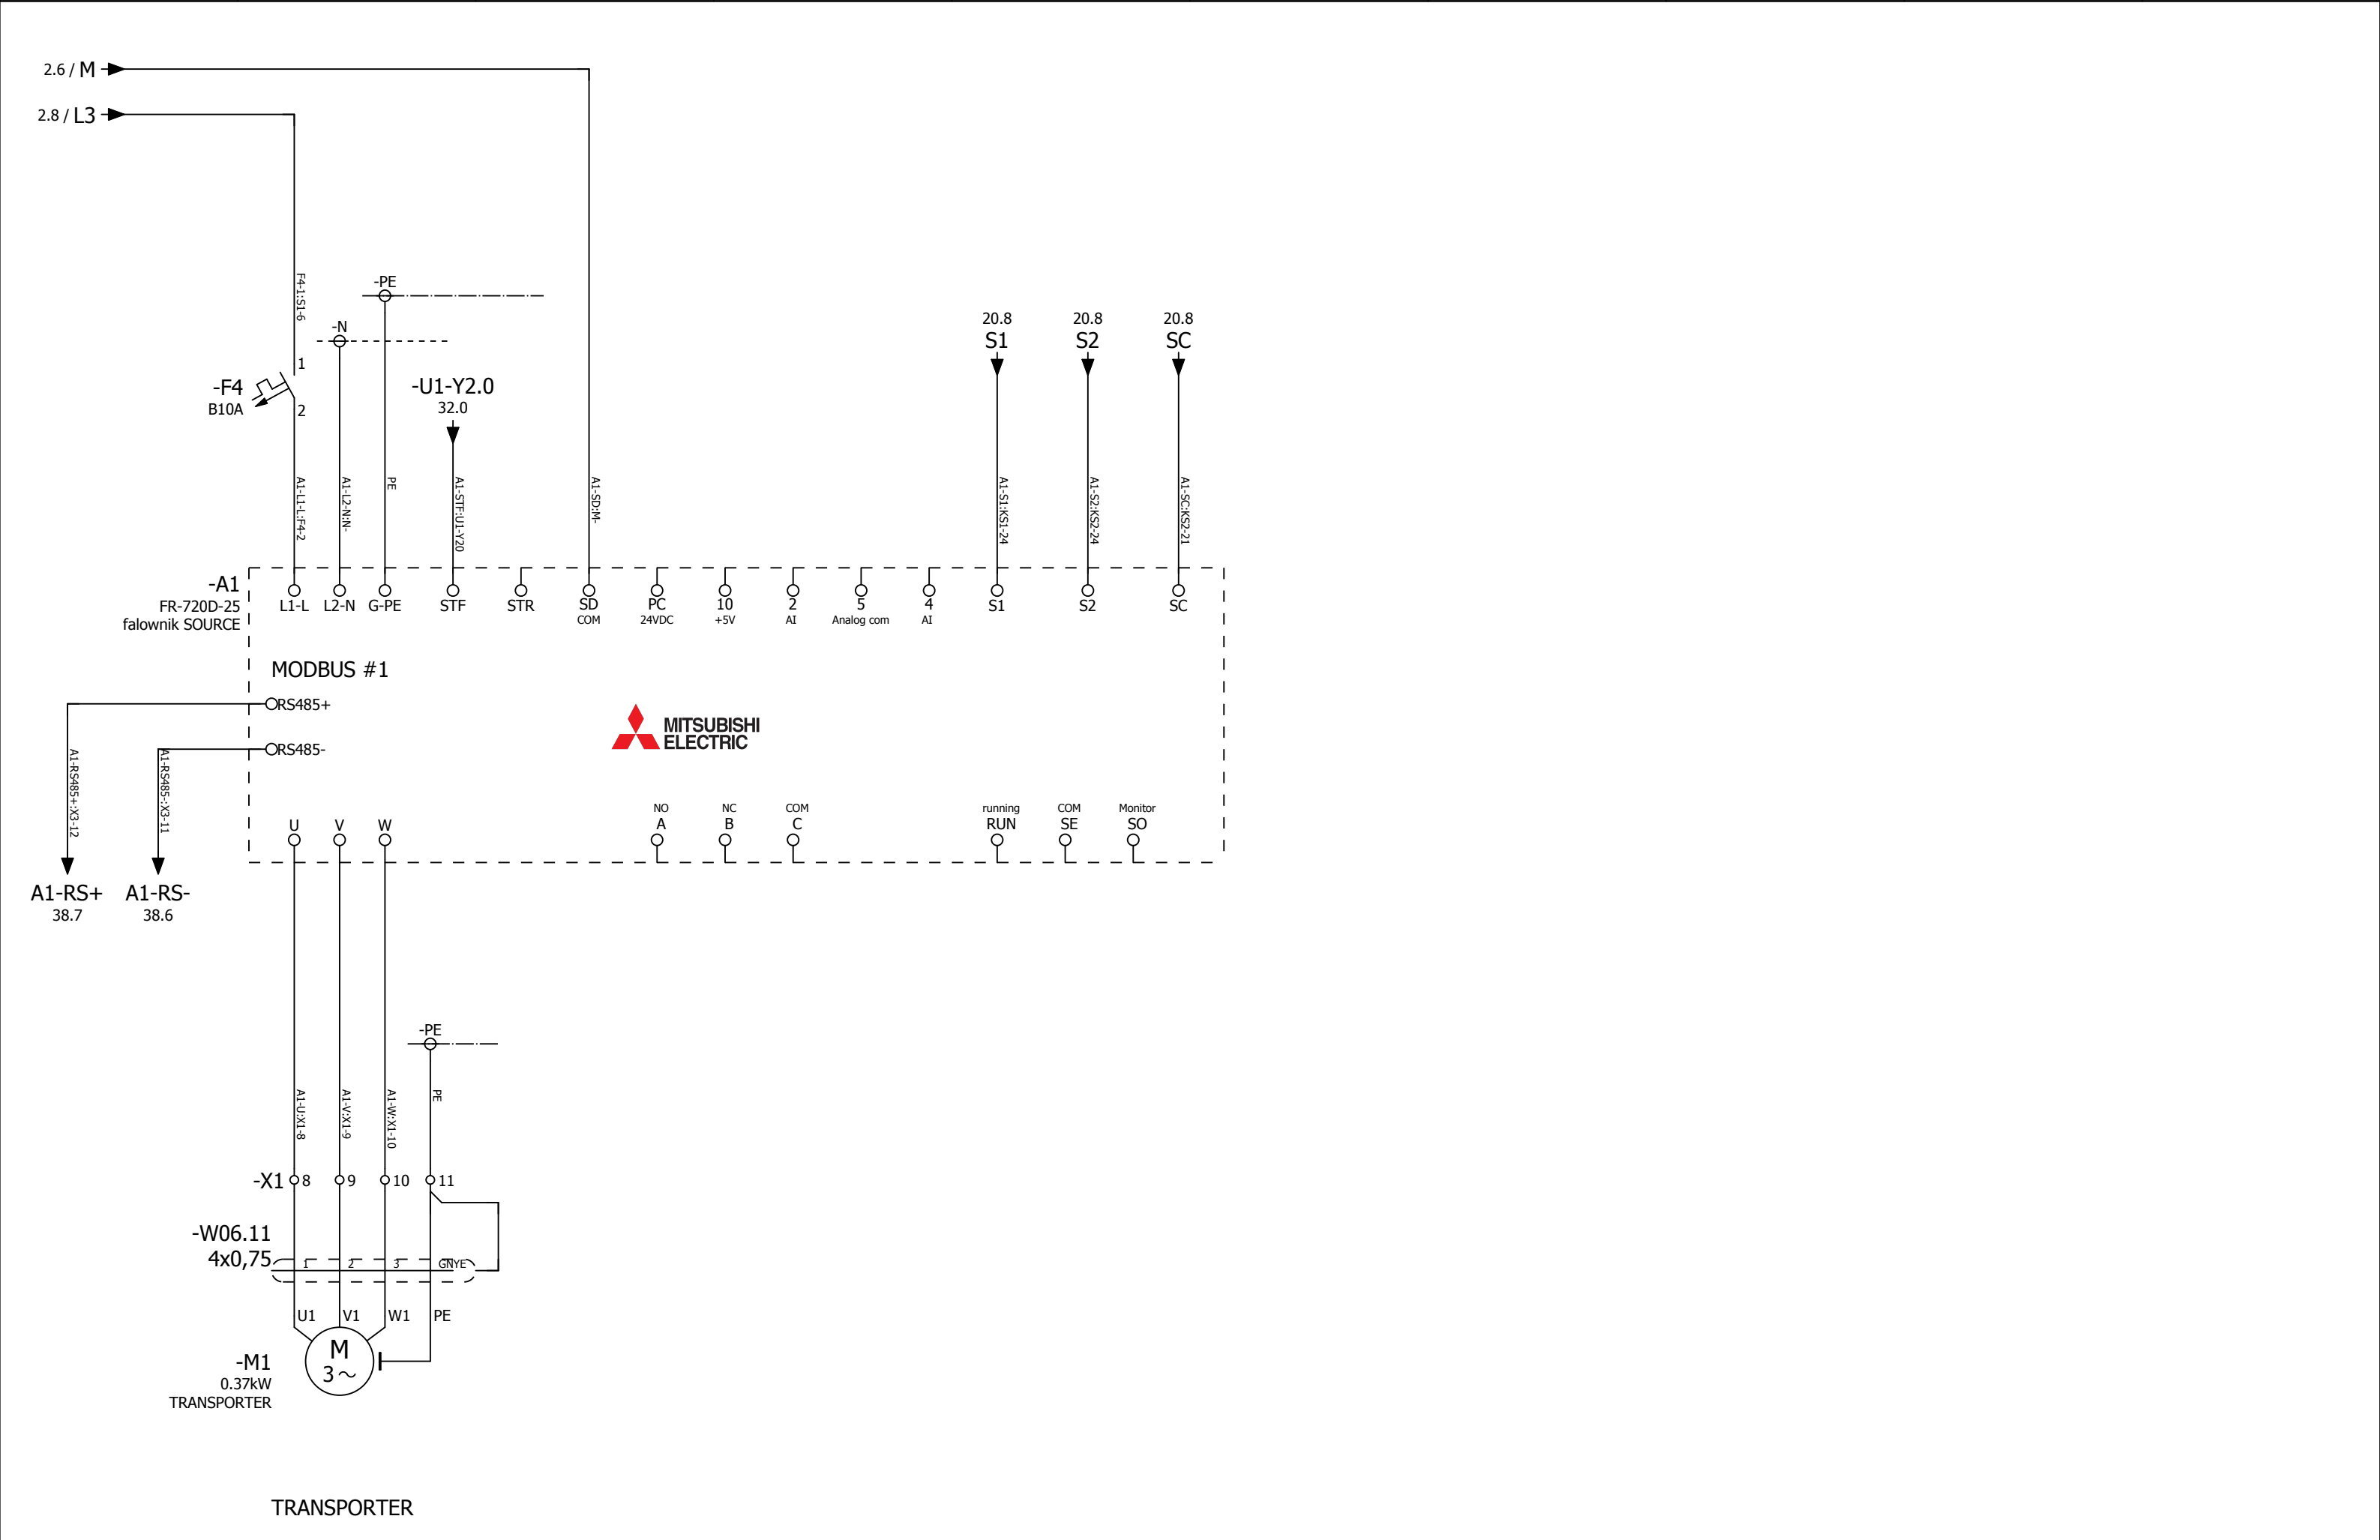 2.6 / M
2.8 / L3
F4-1:S1-6
-PE
-N
1
-F4
B10A
2
-U1-Y2.0
32.0
20.8
S1
20.8
S2
20.8
SC
A1-L1-L:F4-2
A1-L2-N:N-
PE
A1-STF:U1-Y20
A1-SD:M-
A1-S1:KS1-24
A1-S2:KS2-24
A1-SC:KS2-21
-A1
FR-720D-25
falownik SOURCE
L1-L
L2-N
G-PE
STF
STR
SD
COM
PC
24VDC
10
+5V
2
AI
5
Analog com
4
AI
S1
S2
SC
MODBUS #1
RS485+
RS485-
MITSUBISHI
ELECTRIC
A1-RS485+:X3-12
A1-RS485-:X3-11
U
V
W
NO
A
NC
B
COM
C
running
RUN
COM
SE
Monitor
SO
A1-RS+
38.7
A1-RS-
38.6
-PE
A1-U:X1-8
A1-V:X1-9
A1-W:X1-10
PE
-X1
8
9
10
11
-W06.11
4x0,75
1
2
3
GNYE
U1
V1
W1
PE
M
3~
-M1
0.37kW
TRANSPORTER
TRANSPORTER